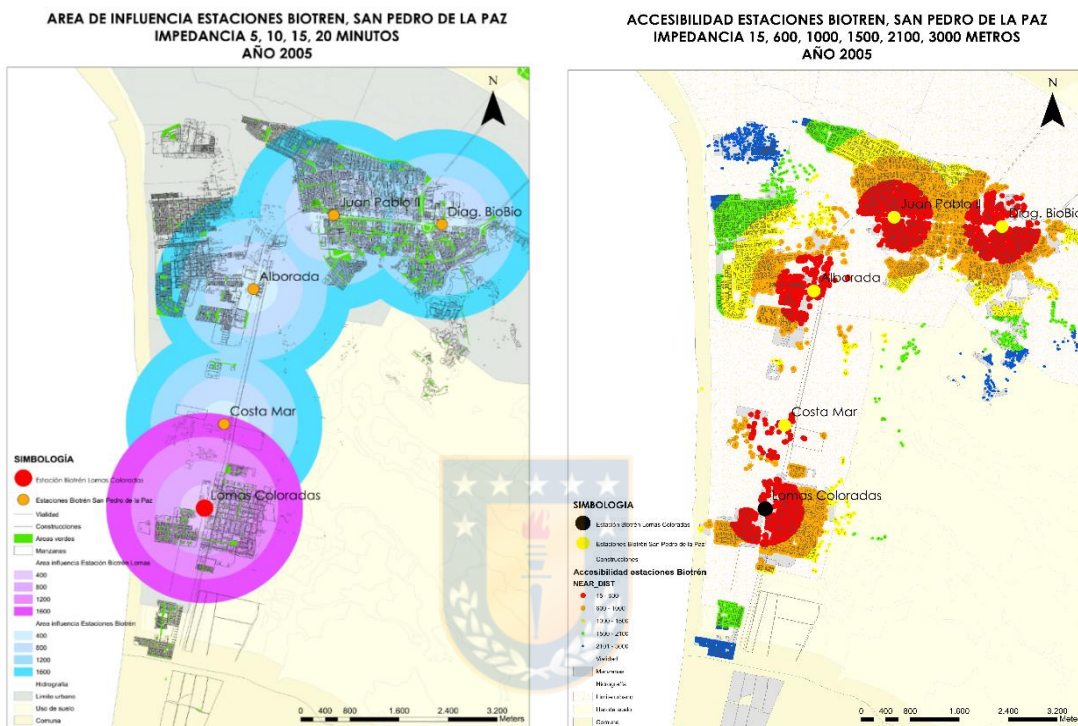 AREA DE INFLUENCIA ESTACIONES BIOTREN, SAN PEDRO DE LA PAZ
IMPEDANCIA 5, 10, 15, 20 MINUTOS
AÑO 2005
N
Juan Pablo II
Diag. BioBio
Alborada
Costa Mar
Lomas Coloradas
SIMBOLOGÍA
Estación Biotrén Lomas Coloradas
Estaciones Biotrén San Pedro de la Paz
Vialidad
Construcciones
Areas verdes
Manzanas
Area influencia Estación Biotrén Lomas
400
800
1200
1600
Area influencia Estaciones Biotrén
400
800
1200
1600
Hidrografía
Limite urbano
Uso de suelo
Comuna
0 400 800 1.600 2.400 3.200
Meters
ACCESIBILIDAD ESTACIONES BIOTREN, SAN PEDRO DE LA PAZ
IMPEDANCIA 15, 600, 1000, 1500, 2100, 3000 METROS
AÑO 2005
N
Juan Pablo II
Diag. BioBio
Alborada
Costa Mar
Lomas Coloradas
SIMBOLOGIA
Estación Biotrén Lomas Coloradas
Estaciones Biotrén San Pedro de la Paz
Construcciones
Accesibilidad estaciones Biotrén
NEAR_DIST
15 - 600
600 - 1000
1000 - 1500
1500 - 2100
2101 - 3000
Vialidad
Manzanas
Hidrografía
Limite urbano
Uso de suelo
Comuna
0 400 800 1.600 2.400 3.200
Meters